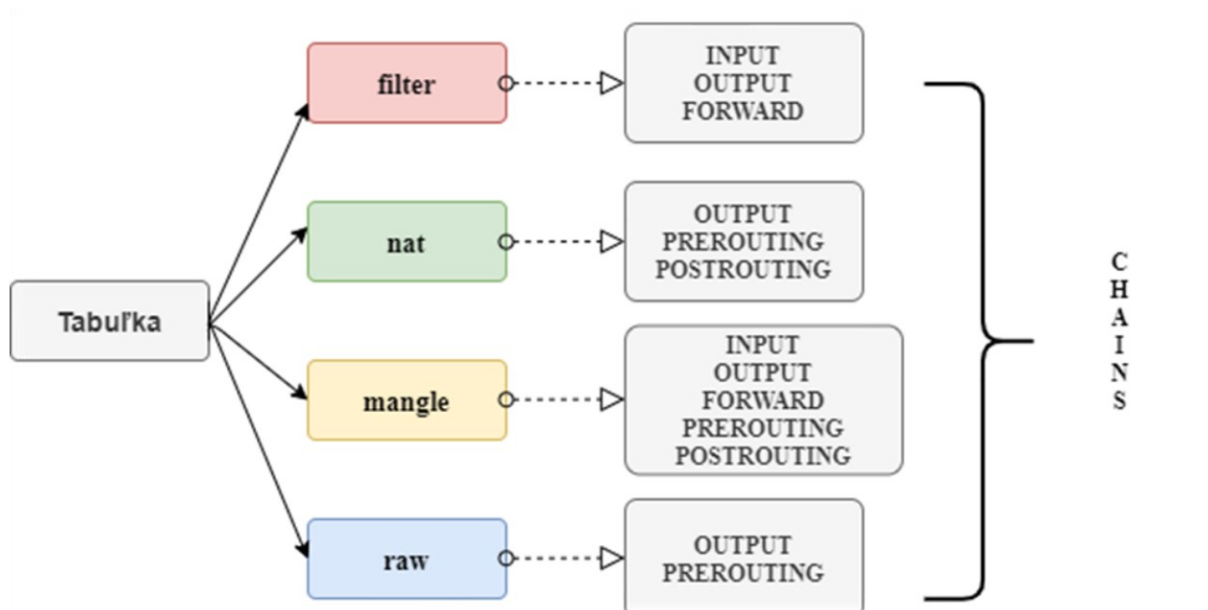 filter
INPUT
OUTPUT
FORWARD
nat
OUTPUT
PREROUTING
POSTROUTING
Tabuľka
mangle
INPUT
OUTPUT
FORWARD
PREROUTING
POSTROUTING
raw
OUTPUT
PREROUTING
C
H
A
I
N
S